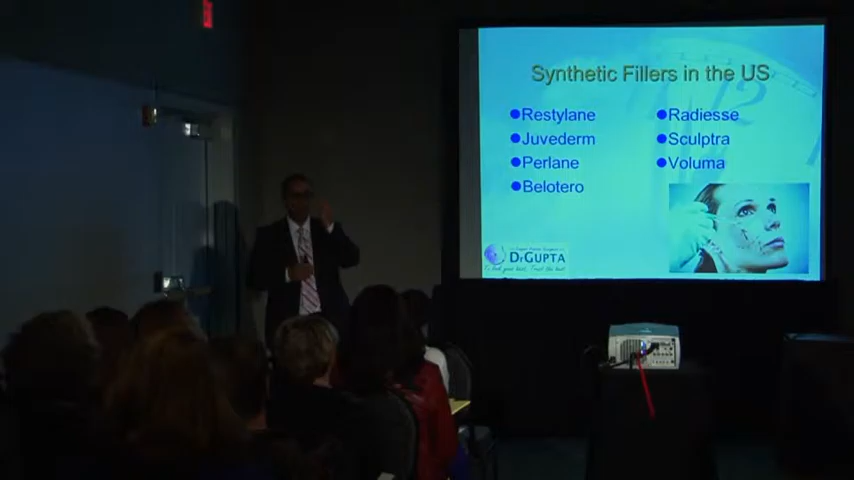 Synthetic Fillers in the US
Restylane
Juvederm
Perlane
Belotero
Radiesse
Sculptra
Voluma
DRGUPTA